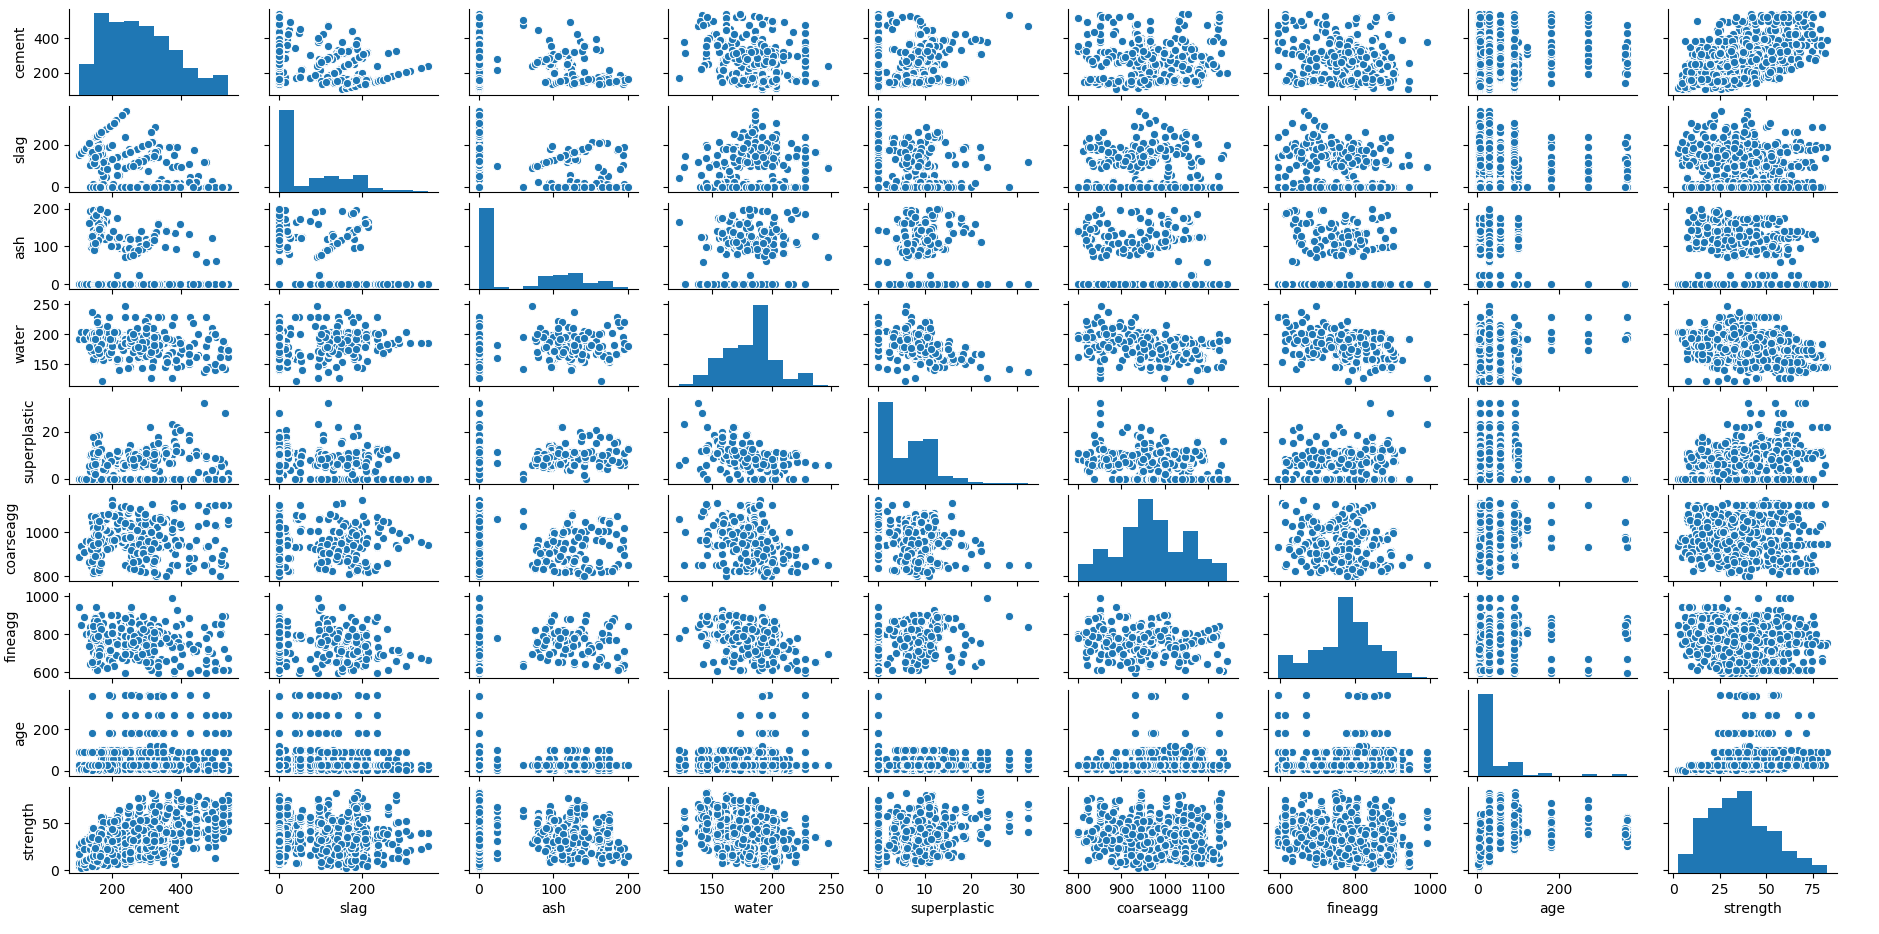 cement
400
200
slag
200
0
ash
200
100
0
water
250
200
150
superplastic
20
0
coarseagg
1000
800
fineagg
1000
800
600
age
200
0
strength
50
0
200 400 0 200 0 100 200 150 200 250 0 10 20 30 800 900 1000 1100 600 800 1000 0 200 0 25 50 75
cement slag ash water superplastic coarseagg fineagg age strength